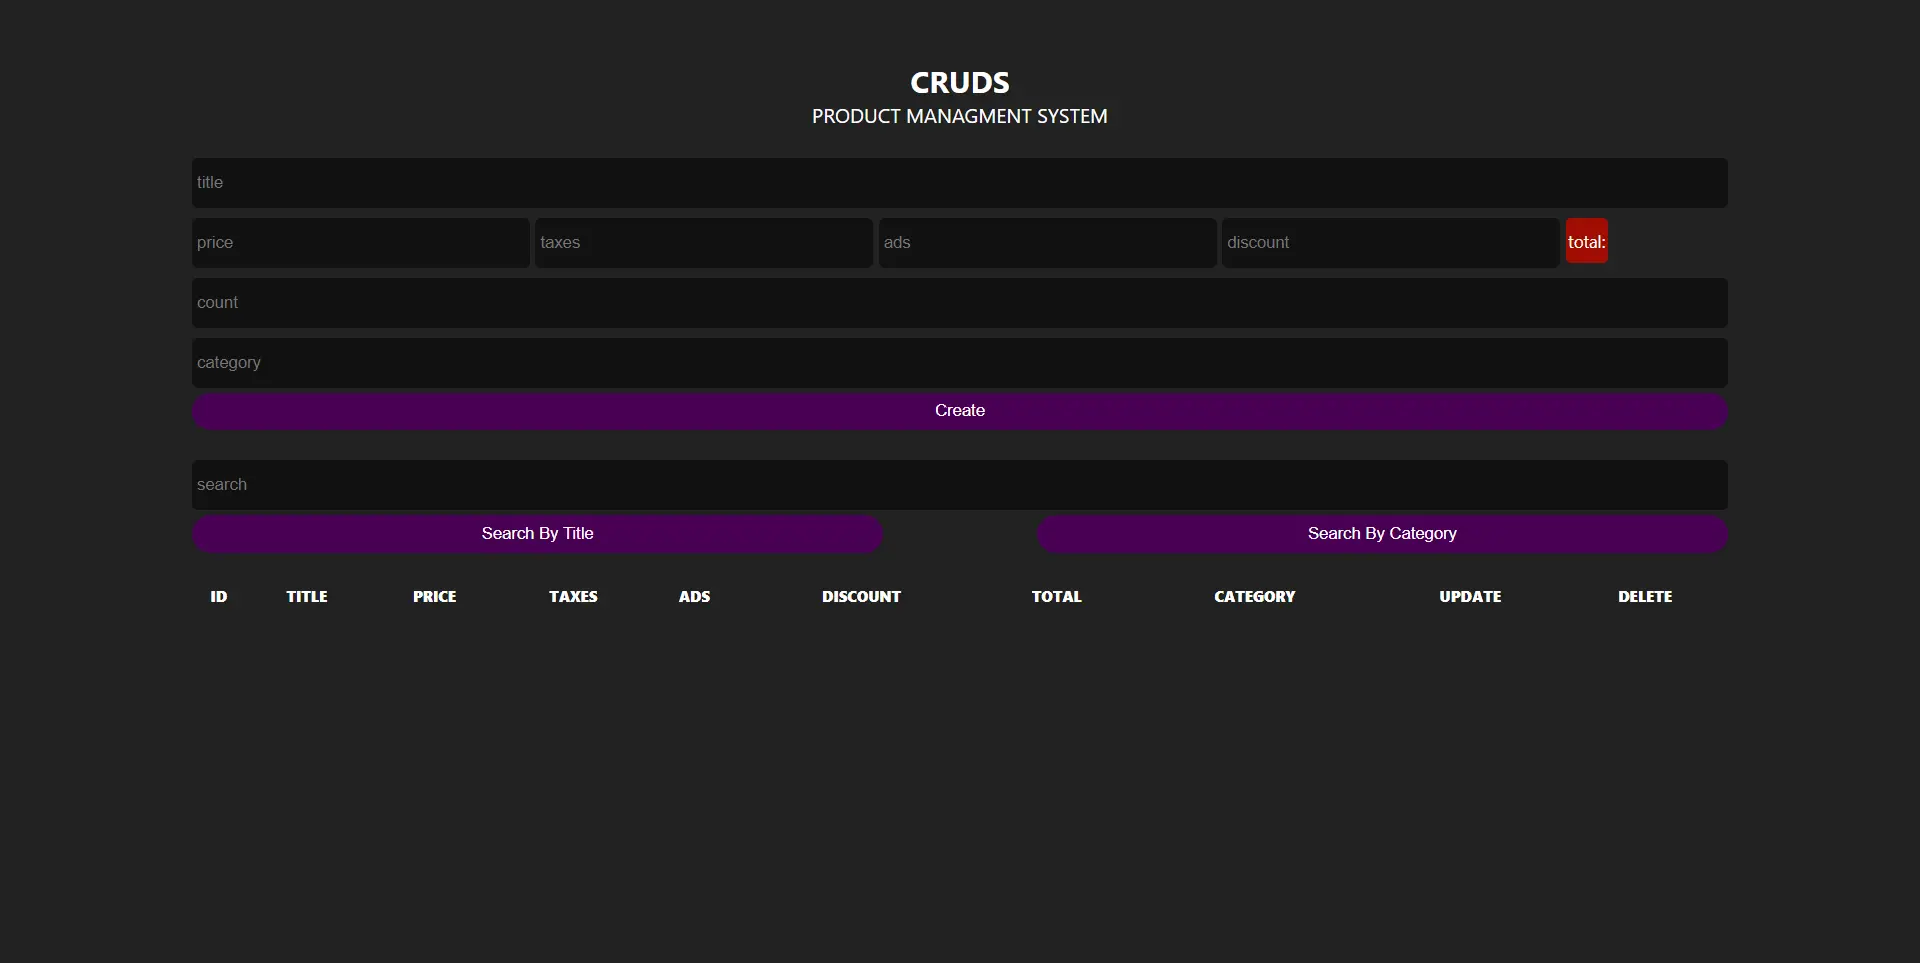 CRUDS
PRODUCT MANAGMENT SYSTEM
title
price taxes ads discount total:
count
category
Create
search
Search By Title Search By Category
ID TITLE PRICE TAXES ADS DISCOUNT TOTAL CATEGORY UPDATE DELETE